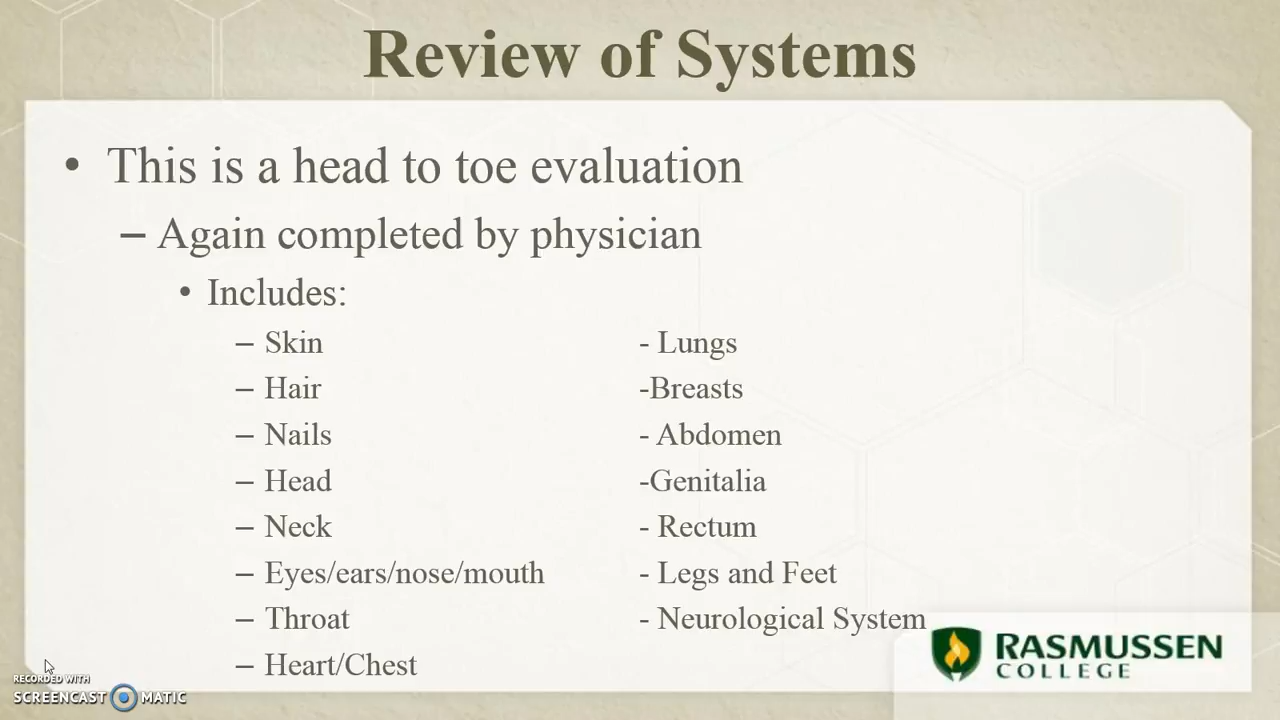 Review of Systems
• This is a head to toe evaluation
– Again completed by physician
• Includes:
– Skin
– Hair
– Nails
– Head
– Neck
– Eyes/ears/nose/mouth
– Throat
– Heart/Chest
- Lungs
-Breasts
- Abdomen
-Genitalia
- Rectum
- Legs and Feet
- Neurological System
RASMUSSEN
COLLEGE
RECORDED WITH
SCREENCAST MATIC